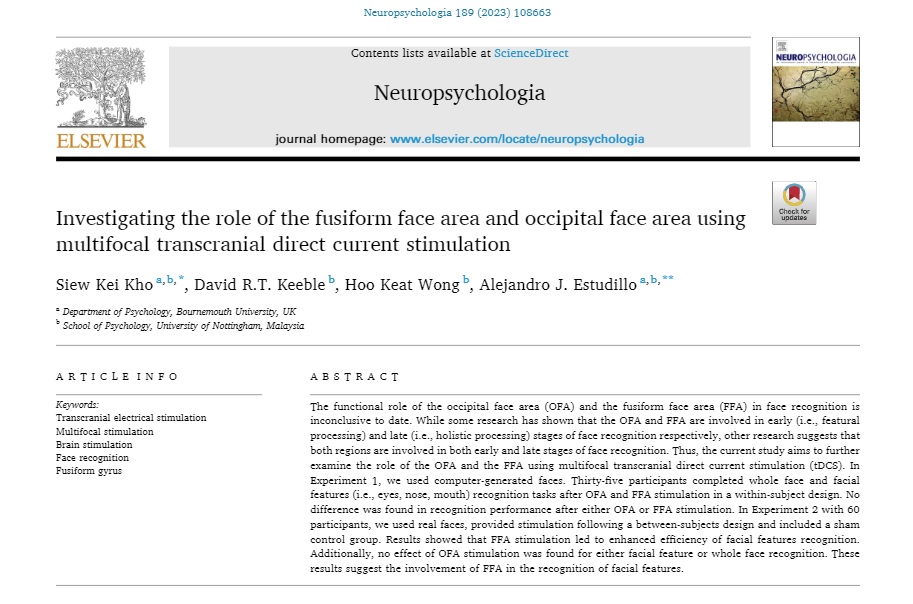 Neuropsychologia 189 (2023) 108663
Contents lists available at ScienceDirect
Neuropsychologia
journal homepage: www.elsevier.com/locate/neuropsychologia
ELSEVIER
NEUROPSYCHOLOGIA
Check for
updates
Investigating the role of the fusiform face area and occipital face area using
multifocal transcranial direct current stimulation
Siew Kei Kho a,b,*, David R.T. Keeble b, Hoo Keat Wong b, Alejandro J. Estudillo a,b,**
a Department of Psychology, Bournemouth University, UK
b School of Psychology, University of Nottingham, Malaysia
ARTICLE INFO
Keywords:
Transcranial electrical stimulation
Multifocal stimulation
Brain stimulation
Face recognition
Fusiform gyrus
ABSTRACT
The functional role of the occipital face area (OFA) and the fusiform face area (FFA) in face recognition is
inconclusive to date. While some research has shown that the OFA and FFA are involved in early (i.e., featural
processing) and late (i.e., holistic processing) stages of face recognition respectively, other research suggests that
both regions are involved in both early and late stages of face recognition. Thus, the current study aims to further
examine the role of the OFA and the FFA using multifocal transcranial direct current stimulation (tDCS). In
Experiment 1, we used computer-generated faces. Thirty-five participants completed whole face and facial
features (i.e., eyes, nose, mouth) recognition tasks after OFA and FFA stimulation in a within-subject design. No
difference was found in recognition performance after either OFA or FFA stimulation. In Experiment 2 with 60
participants, we used real faces, provided stimulation following a between-subjects design and included a sham
control group. Results showed that FFA stimulation led to enhanced efficiency of facial features recognition.
Additionally, no effect of OFA stimulation was found for either facial feature or whole face recognition. These
results suggest the involvement of FFA in the recognition of facial features.